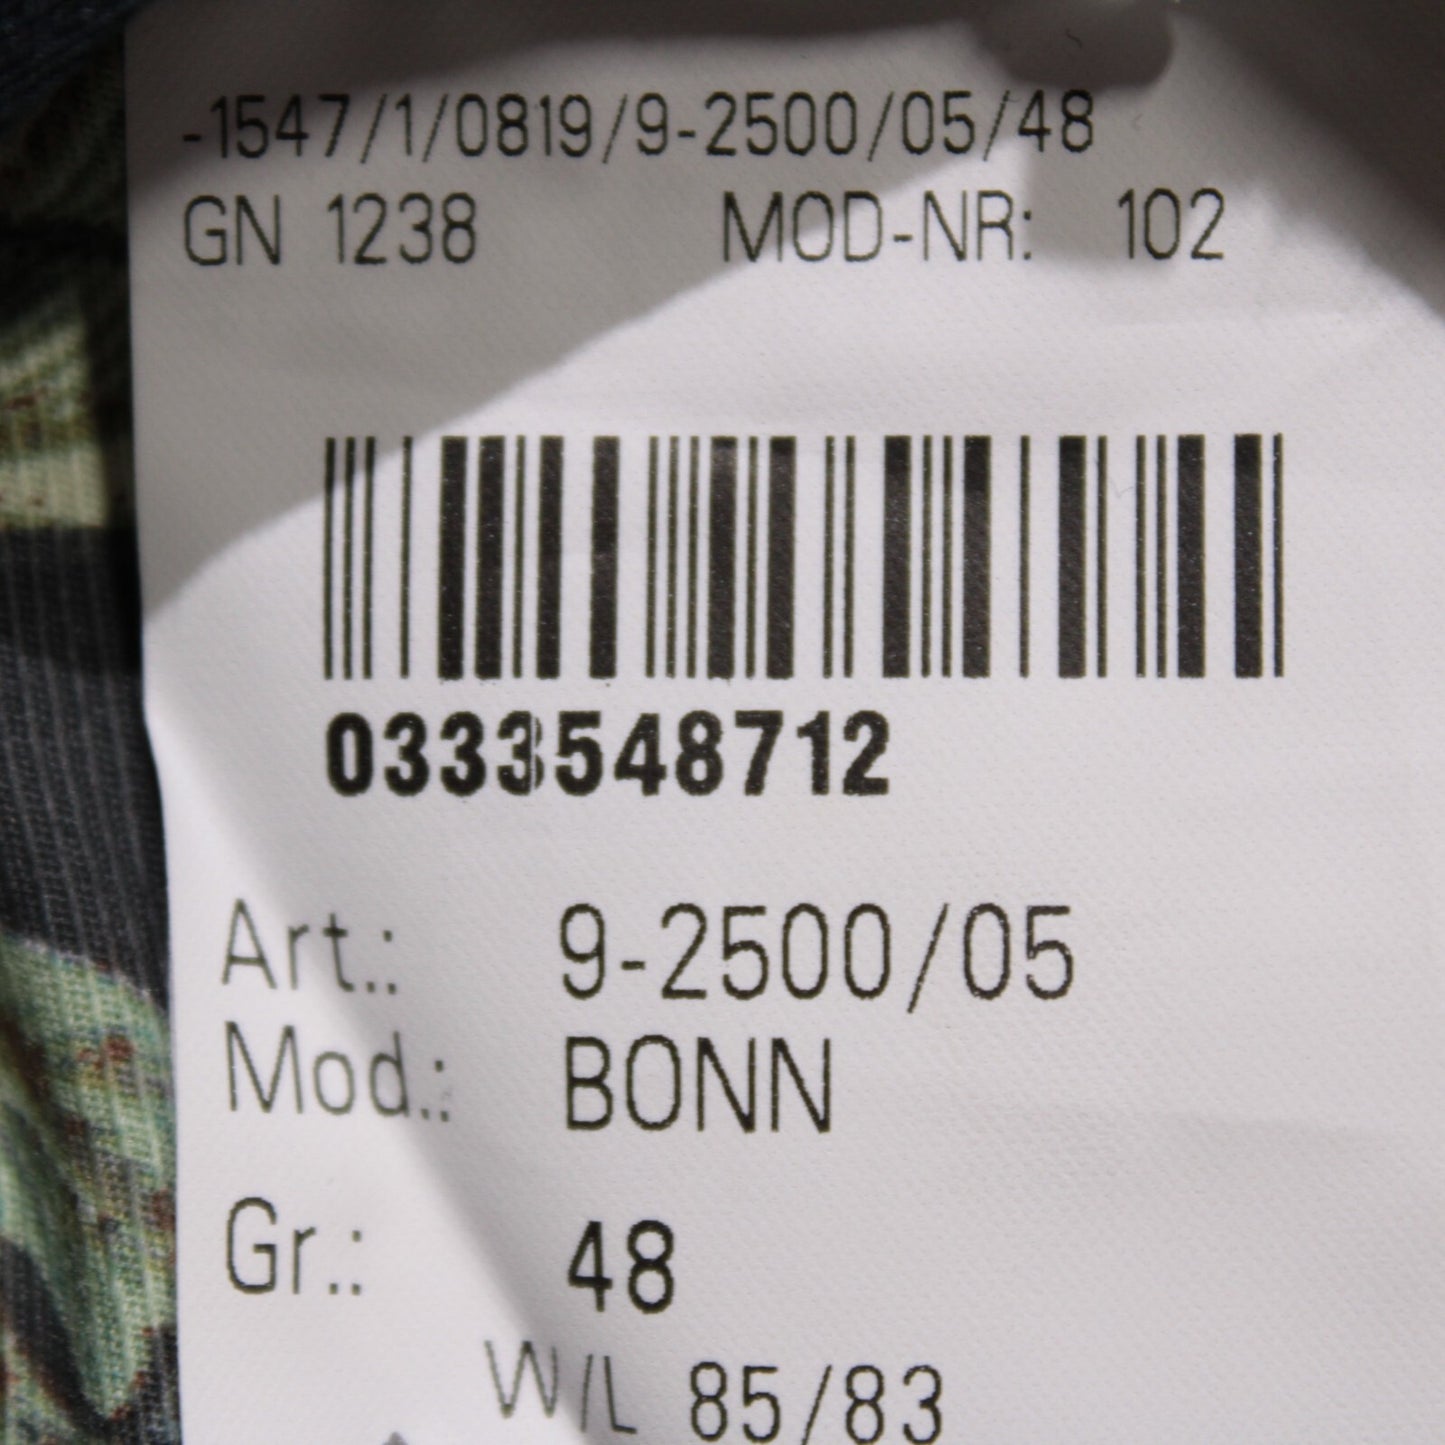 -1547/1/0819/9-2500/05/48
GN 1238 MOD-NR: 102
0333548712
Art.: 9-2500/05
Mod.: BONN
Gr.: 48
W/L 85/83